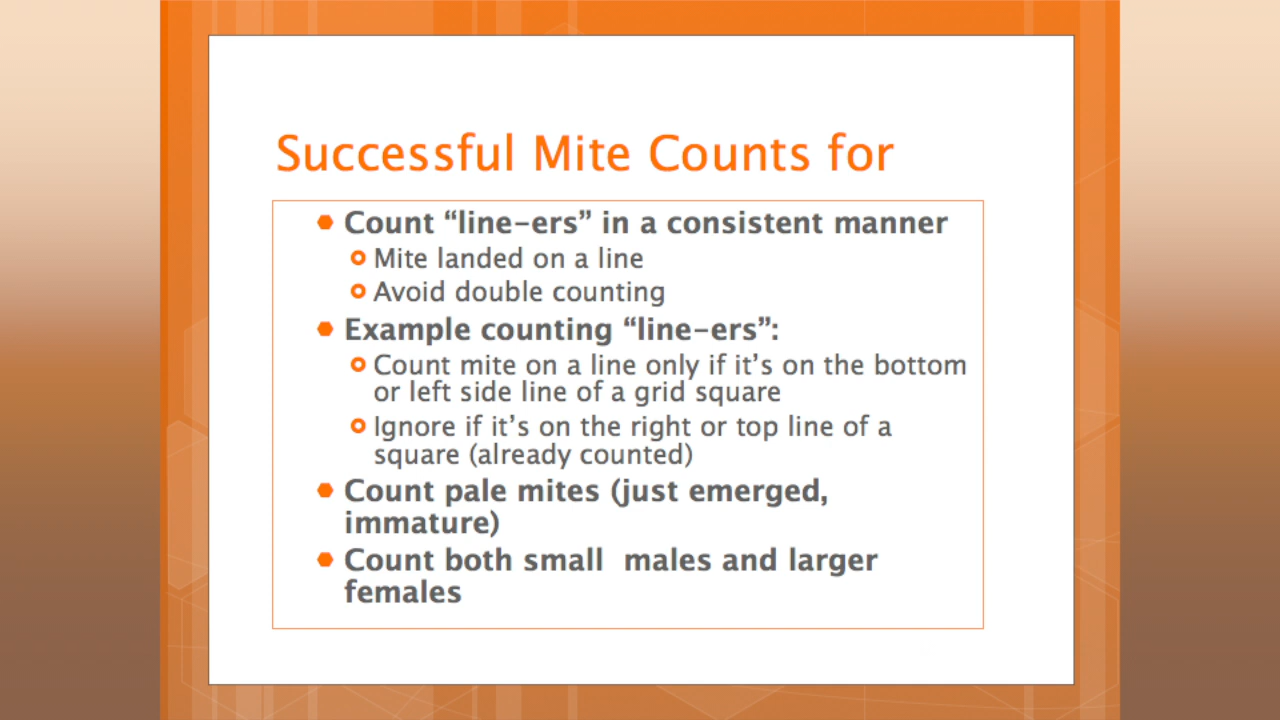 Successful Mite Counts for
Count “line-ers” in a consistent manner
Mite landed on a line
Avoid double counting
Example counting “line-ers”:
Count mite on a line only if it’s on the bottom
or left side line of a grid square
Ignore if it’s on the right or top line of a
square (already counted)
Count pale mites (just emerged,
immature)
Count both small  males and larger
females